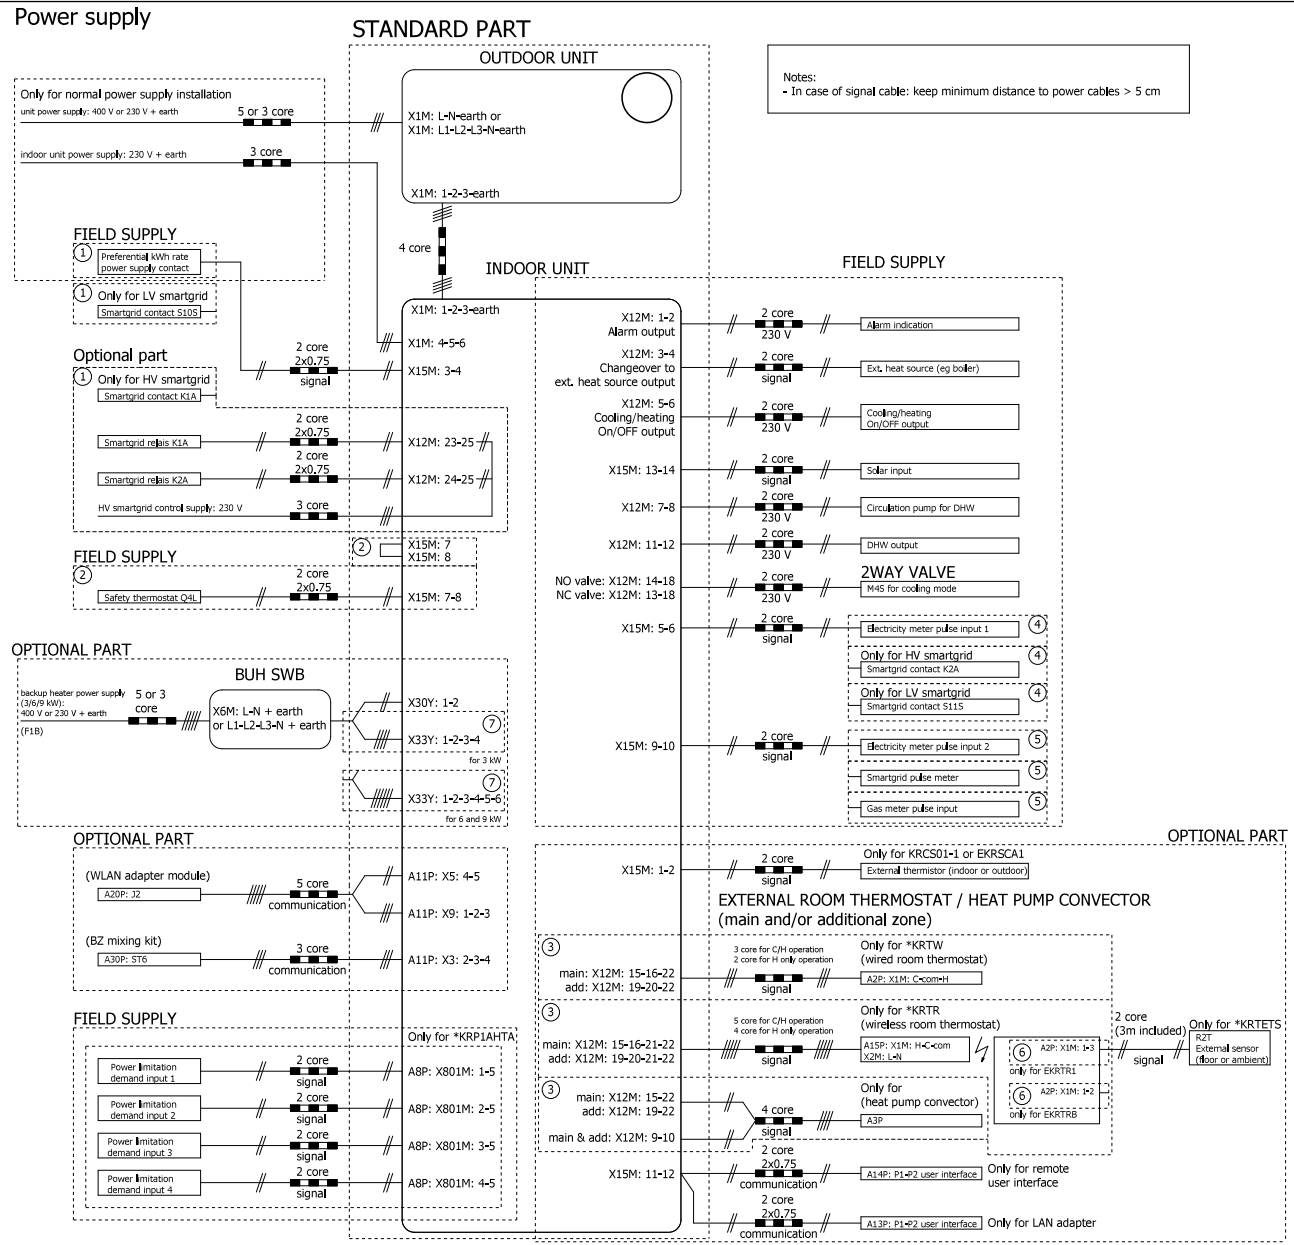 Power supply
STANDARD PART
OUTDOOR UNIT
Notes:
- In case of signal cable: keep minimum distance to power cables > 5 cm
Only for normal power supply installation
unit power supply: 400 V or 230 V + earth
5 or 3 core
X1M: L-N-earth or
X1M: L1-L2-L3-N-earth
indoor unit power supply: 230 V + earth
3 core
X1M: 1-2-3-earth
4 core
FIELD SUPPLY
1
Preferential kWh rate
power supply contact
1
Only for LV smartgrid
Smartgrid contact S10S
INDOOR UNIT
FIELD SUPPLY
X1M: 1-2-3-earth
X1M: 4-5-6
2 core
2x0.75
signal
X15M: 3-4
Optional part
1
Only for HV smartgrid
Smartgrid contact K1A
2 core
2x0.75
Smartgrid relais K1A
X12M: 23-25
2 core
2x0.75
Smartgrid relais K2A
X12M: 24-25
HV smartgrid control supply: 230 V
3 core
2
X15M: 7
X15M: 8
FIELD SUPPLY
2
2 core
2x0.75
Safety thermostat Q4L
X15M: 7-8
X12M: 1-2
Alarm output
2 core
230 V
Alarm indication
X12M: 3-4
Changeover to
ext. heat source output
2 core
signal
Ext. heat source (eg boiler)
X12M: 5-6
Cooling/heating
On/OFF output
2 core
230 V
Cooling/heating
On/OFF output
X15M: 13-14
2 core
signal
Solar input
X12M: 7-8
2 core
230 V
Circulation pump for DHW
X12M: 11-12
2 core
230 V
DHW output
2WAY VALVE
NO valve: X12M: 14-18
NC valve: X12M: 13-18
2 core
230 V
M4S for cooling mode
X15M: 5-6
2 core
signal
Electricity meter pulse input 1
4
Only for HV smartgrid
4
Smartgrid contact K2A
Only for LV smartgrid
4
Smartgrid contact S11S
X15M: 9-10
2 core
signal
Electricity meter pulse input 2
5
Smartgrid pulse meter
5
Gas meter pulse input
5
OPTIONAL PART
BUH SWB
backup heater power supply
(3/6/9 kW):
400 V or 230 V + earth
(F1B)
5 or 3
core
X6M: L-N + earth
or L1-L2-L3-N + earth
X30Y: 1-2
7
X33Y: 1-2-3-4
for 3 kW
7
X33Y: 1-2-3-4-5-6
for 6 and 9 kW
OPTIONAL PART
(WLAN adapter module)
A20P: J2
5 core
communication
A11P: X5: 4-5
A11P: X9: 1-2-3
(BZ mixing kit)
A30P: ST6
3 core
communication
A11P: X3: 2-3-4
FIELD SUPPLY
Only for *KRP1AHTA
Power limitation
demand input 1
2 core
signal
A8P: X801M: 1-5
Power limitation
demand input 2
2 core
signal
A8P: X801M: 2-5
Power limitation
demand input 3
2 core
signal
A8P: X801M: 3-5
Power limitation
demand input 4
2 core
signal
A8P: X801M: 4-5
OPTIONAL PART
X15M: 1-2
2 core
signal
Only for KRCS01-1 or EKRSCA1
External thermistor (indoor or outdoor)
EXTERNAL ROOM THERMOSTAT / HEAT PUMP CONVECTOR
(main and/or additional zone)
3
3 core for C/H operation
2 core for H only operation
signal
main: X12M: 15-16-22
add: X12M: 19-20-22
Only for *KRTW
(wired room thermostat)
A2P: X1M: C-com-H
3
5 core for C/H operation
4 core for H only operation
signal
main: X12M: 15-16-21-22
add: X12M: 19-20-21-22
Only for *KRTR
(wireless room thermostat)
A15P: X1M: H-C-com
X2M: L-N
6
A2P: X1M: 1-3
only for EKRTR1
6
A2P: X1M: 1-2
only for EKRTRB
2 core
(3m included)
signal
Only for *KRTETS
R2T
External sensor
(floor or ambient)
3
main: X12M: 15-22
add: X12M: 19-22
main & add: X12M: 9-10
4 core
signal
Only for
(heat pump convector)
A3P
X15M: 11-12
2 core
2x0.75
communication
A14P: P1-P2 user interface
Only for remote
user interface
2 core
2x0.75
communication
A13P: P1-P2 user interface
Only for LAN adapter